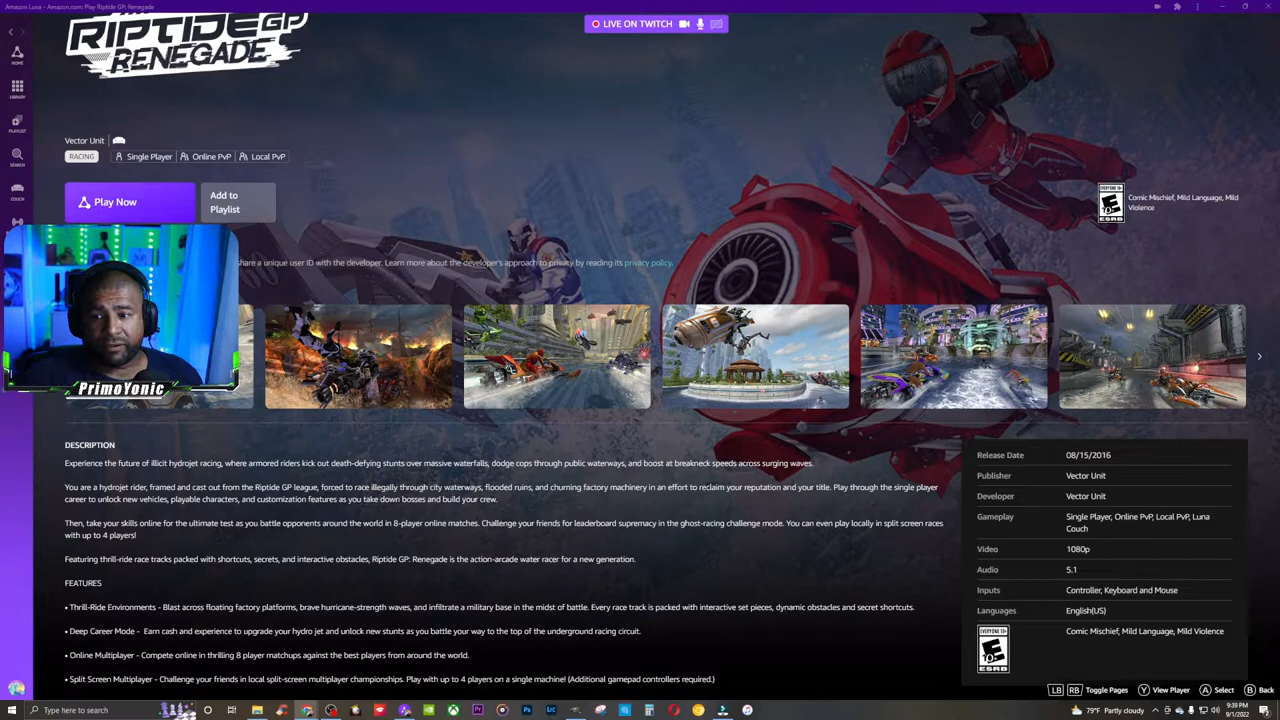 Amazon Luna - Amazon.com: Play Riptide GP: Renegade
LIVE ON TWITCH
RIPTIDE GP
RENEGADE
HOME
LIBRARY
PLAYLIST
SEARCH
COUCH
Vector Unit
RACING Single Player Online PvP Local PvP
Play Now
Add to
Playlist
EVERYONE 10+
E
ESRB
Comic Mischief, Mild Language, Mild
Violence
share a unique user ID with the developer. Learn more about the developer's approach to privacy by reading its privacy policy.
PrimoYonic
DESCRIPTION
Experience the future of illicit hydrojet racing, where armored riders kick out death-defying stunts over massive waterfalls, dodge cops through public waterways, and boost at breakneck speeds across surging waves.
You are a hydrojet rider, framed and cast out from the Riptide GP league, forced to race illegally through city waterways, flooded ruins, and churning factory machinery in an effort to reclaim your reputation and your title. Play through the single player
career to unlock new vehicles, playable characters, and customization features as you take down bosses and build your crew.
Then, take your skills online for the ultimate test as you battle opponents around the world in 8-player online matches. Challenge your friends for leaderboard supremacy in the ghost-racing challenge mode. You can even play locally in split screen races
with up to 4 players!
Featuring thrill-ride race tracks packed with shortcuts, secrets, and interactive obstacles, Riptide GP: Renegade is the action-arcade water racer for a new generation.
FEATURES
• Thrill-Ride Environments - Blast across floating factory platforms, brave hurricane-strength waves, and infiltrate a military base in the midst of battle. Every race track is packed with interactive set pieces, dynamic obstacles and secret shortcuts.
• Deep Career Mode - Earn cash and experience to upgrade your hydro jet and unlock new stunts as you battle your way to the top of the underground racing circuit.
• Online Multiplayer - Compete online in thrilling 8 player matchups against the best players from around the world.
• Split Screen Multiplayer - Challenge your friends in local split-screen multiplayer championships. Play with up to 4 players on a single machine! (Additional gamepad controllers required.)
Release Date 08/15/2016
Publisher Vector Unit
Developer Vector Unit
Gameplay Single Player, Online PvP, Local PvP, Luna
Couch
Video 1080p
Audio 5.1
Inputs Controller, Keyboard and Mouse
Languages English(US)
EVERYONE 10+
E
ESRB
Comic Mischief, Mild Language, Mild Violence
LB RB Toggle Pages Y View Player A Select B Back
Type here to search
Pr
Ps
LrC
79°F Partly cloudy
9:39 PM
9/1/2022